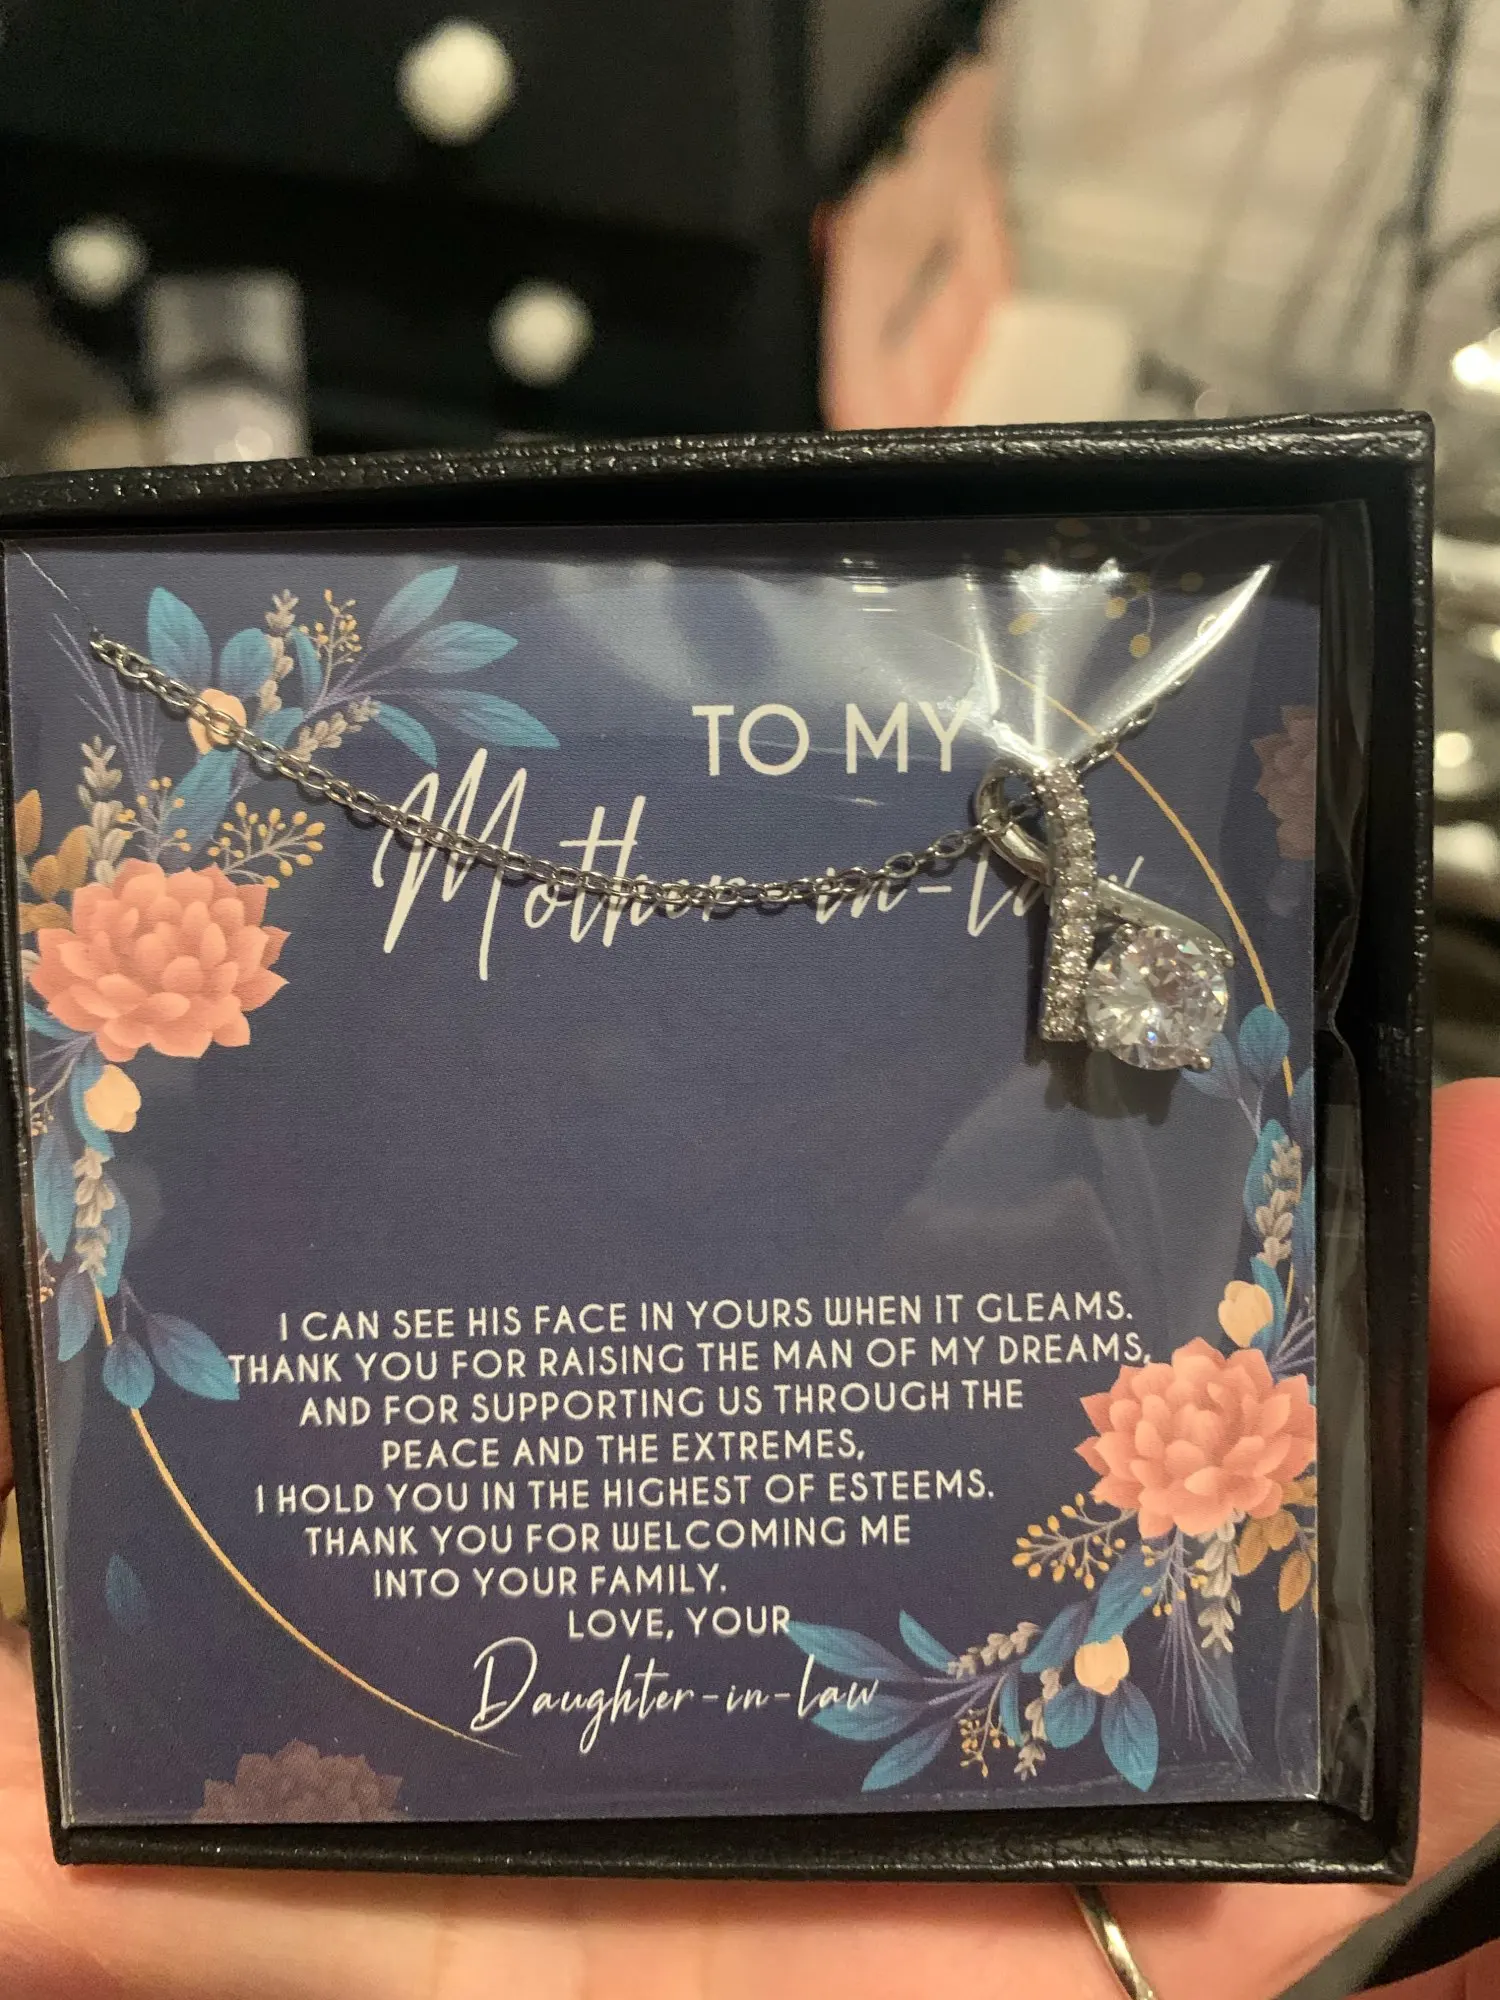 TO MY
Mother-in-law
I CAN SEE HIS FACE IN YOURS WHEN IT GLEAMS.
THANK YOU FOR RAISING THE MAN OF MY DREAMS,
AND FOR SUPPORTING US THROUGH THE
PEACE AND THE EXTREMES,
I HOLD YOU IN THE HIGHEST OF ESTEEMS.
THANK YOU FOR WELCOMING ME
INTO YOUR FAMILY.
LOVE, YOUR
Daughter-in-law